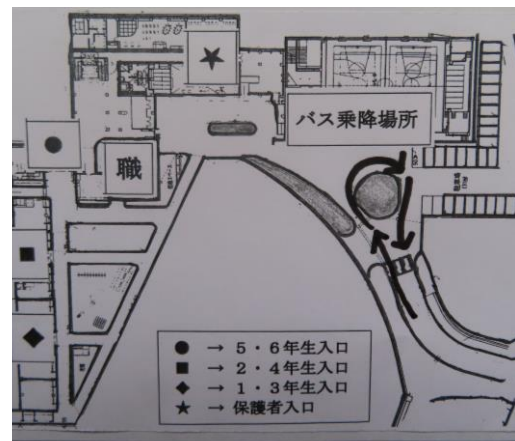 バス乗降場所
職
● → 5・6年生入口
■ → 2・4年生入口
◆ → 1・3年生入口
★ → 保護者入口